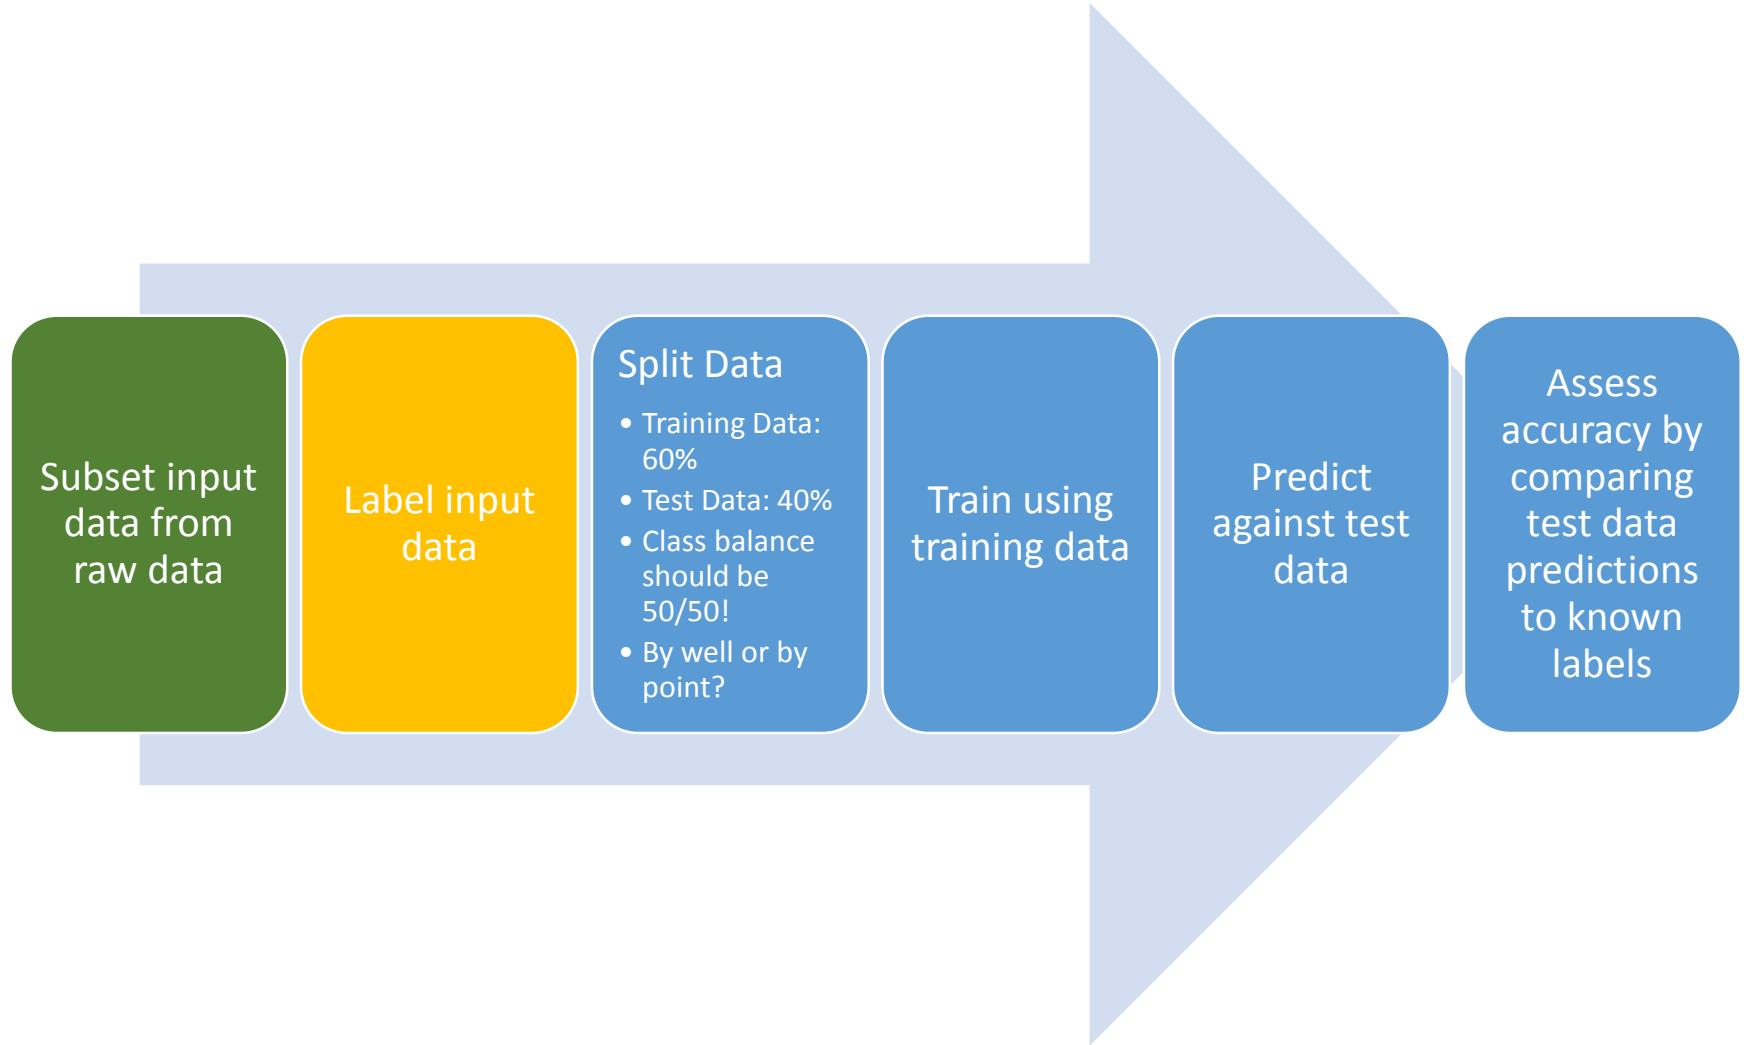 Subset input
data from
raw data
Label input
data
Split Data
• Training Data:
60%
• Test Data: 40%
• Class balance
should be
50/50!
• By well or by
point?
Train using
training data
Predict
against test
data
Assess
accuracy by
comparing
test data
predictions
to known
labels